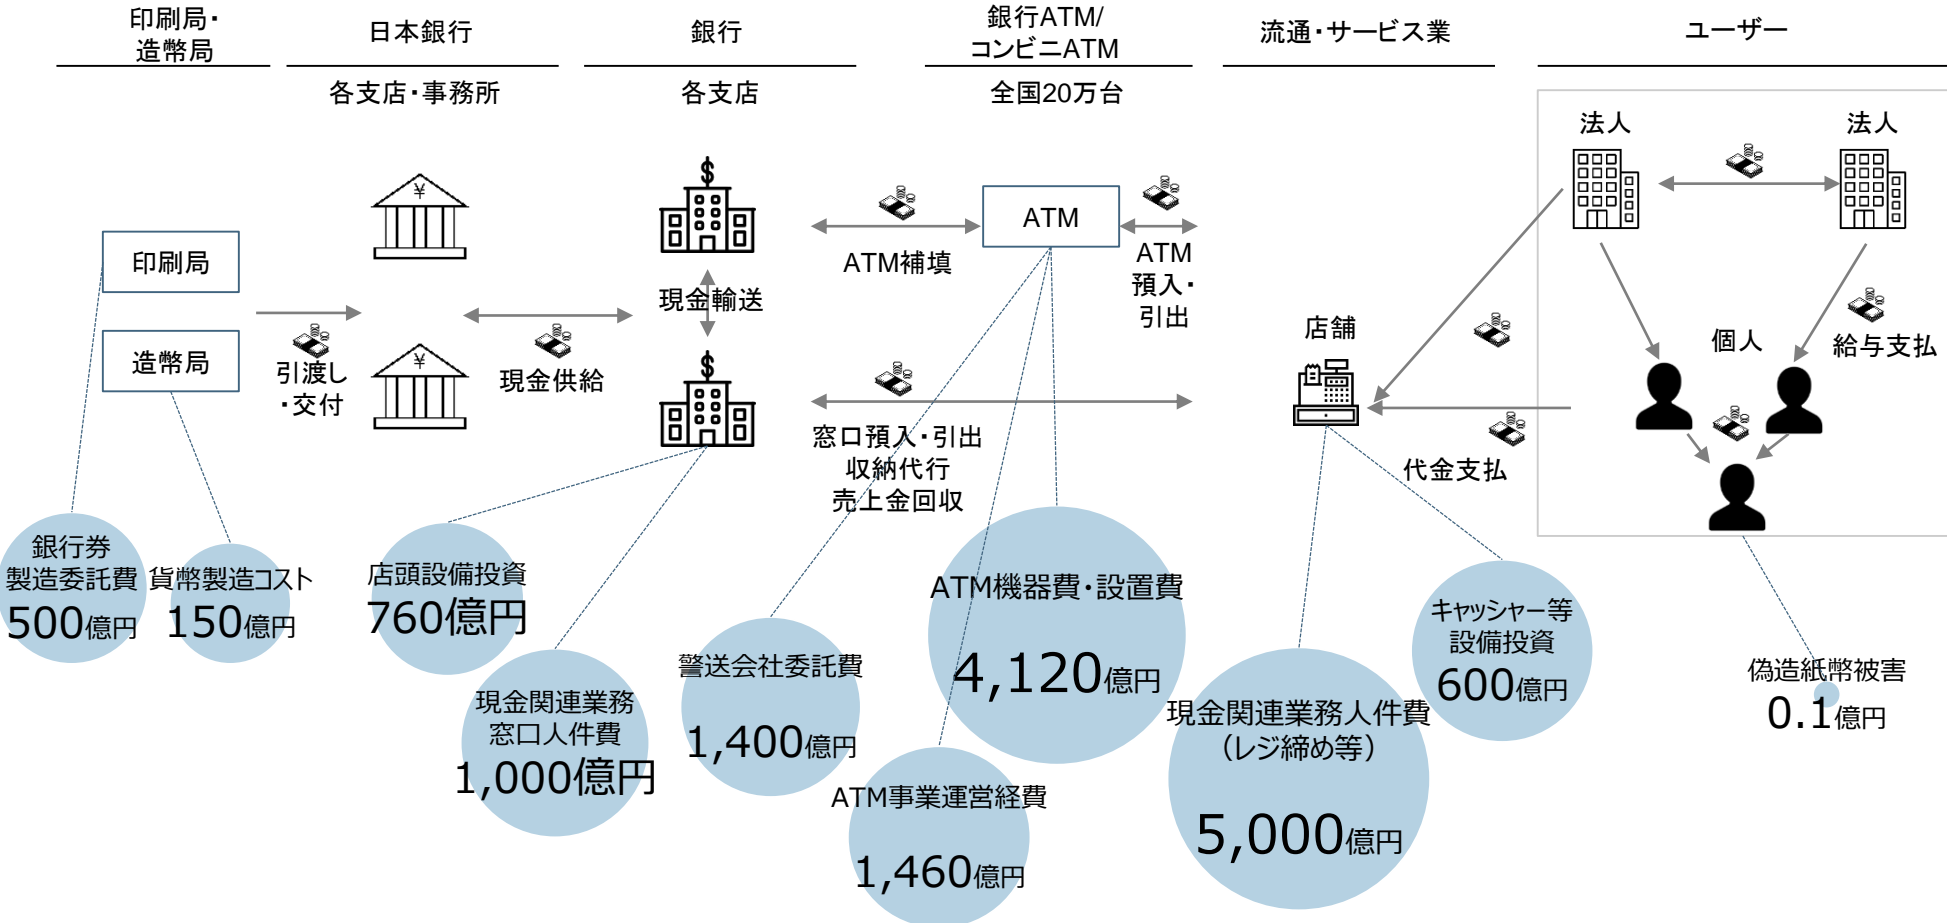 印刷局・
造幣局
日本銀行
銀行
銀行ATM/
コンビニATM
流通・サービス業
ユーザー
各支店・事務所
各支店
全国20万台
法人
法人
¥
$
ATM
印刷局
ATM補填
ATM
預入・
引出
現金輸送
店舗
個人
給与支払
造幣局
引渡し
・交付
¥
現金供給
$
窓口預入・引出
収納代行
売上金回収
代金支払
銀行券
製造委託費
500億円
貨幣製造コスト
150億円
店頭設備投資
760億円
現金関連業務
窓口人件費
1,000億円
警送会社委託費
1,400億円
ATM機器費・設置費
4,120億円
ATM事業運営経費
1,460億円
現金関連業務人件費
（レジ締め等）
5,000億円
キャッシャー等
設備投資
600億円
偽造紙幣被害
0.1億円